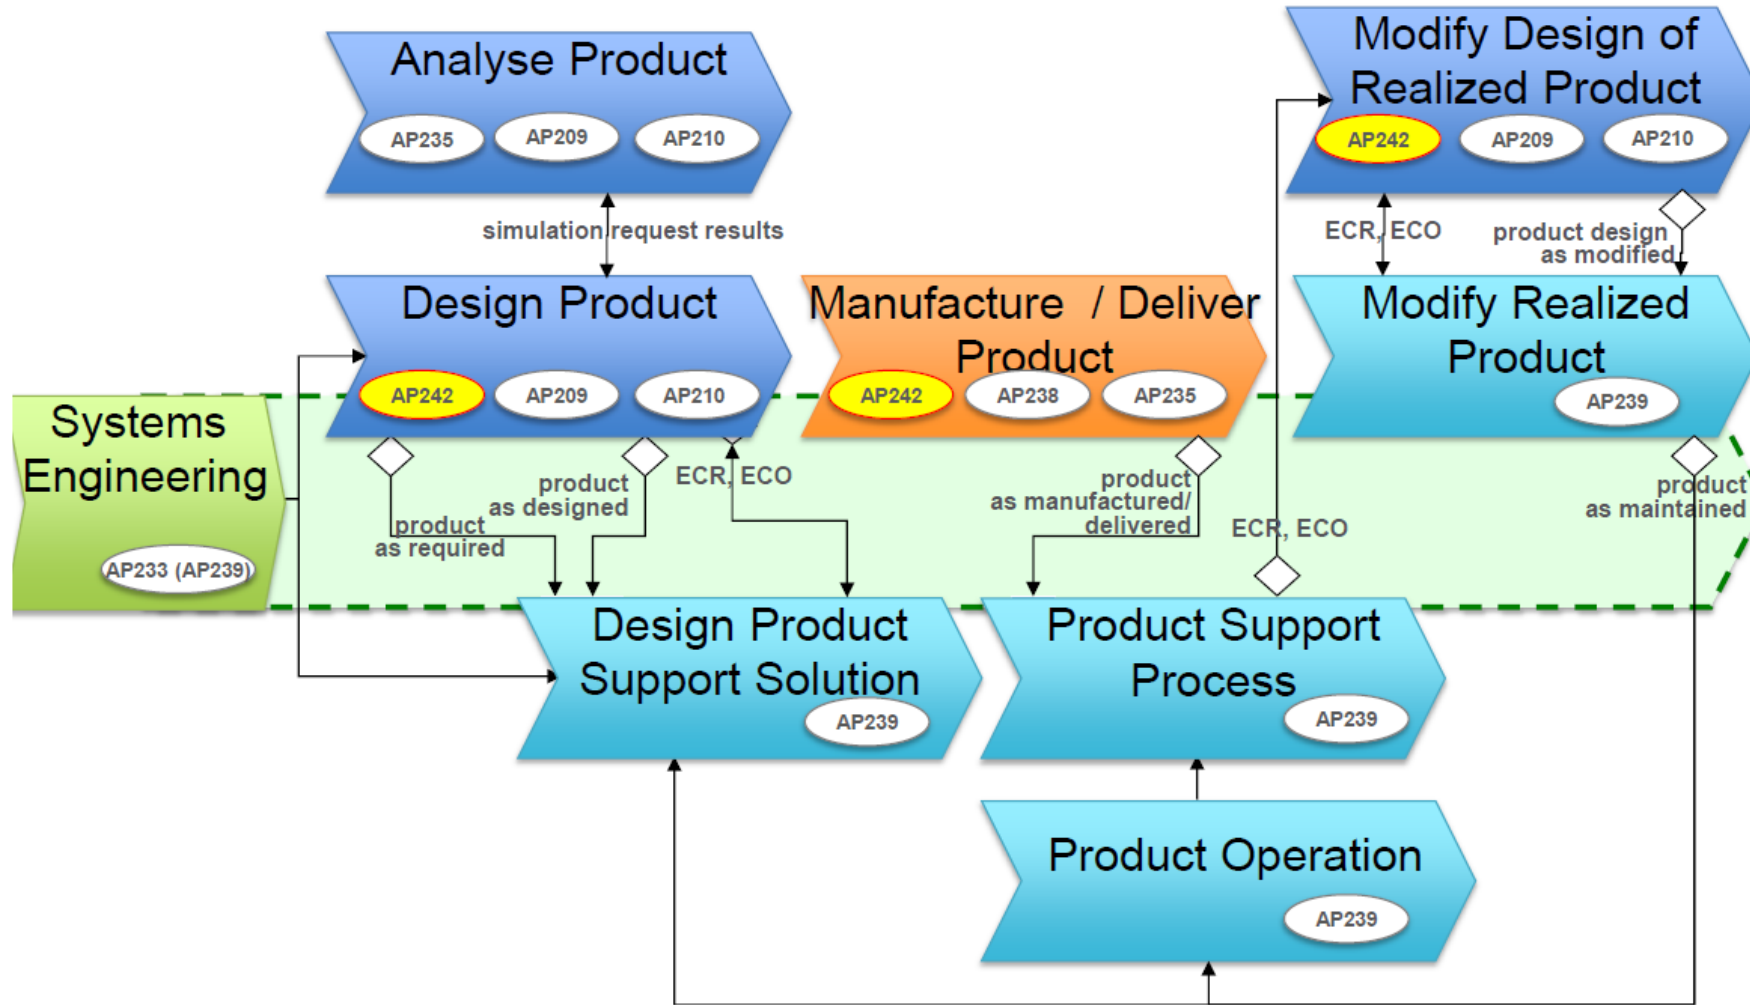 Analyse Product
AP235
AP209
AP210
Modify Design of
Realized Product
AP242
AP209
AP210
simulation request results
ECR, ECO
product design
as modified
Design Product
AP242
AP209
AP210
Manufacture / Deliver
Product
AP242
AP238
AP235
Modify Realized
Product
AP239
Systems
Engineering
AP233 (AP239)
product
as required
product
as designed
ECR, ECO
product
as manufactured/
delivered
ECR, ECO
product
as maintained
Design Product
Support Solution
AP239
Product Support
Process
AP239
Product Operation
AP239